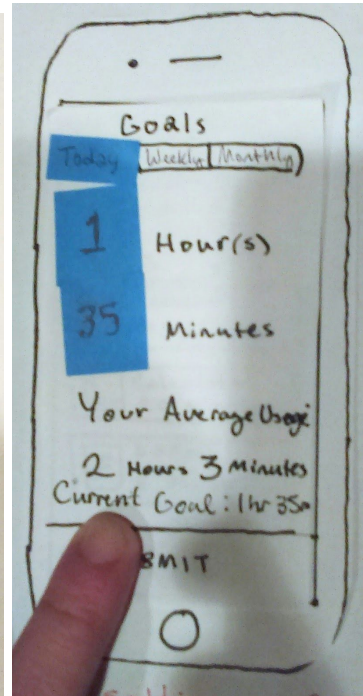 Goals
Today Weekly Monthly
1 Hour(s)
35 Minutes
Your Average Usage
2 Hours 3 Minutes
Current Goal: 1hr 35m